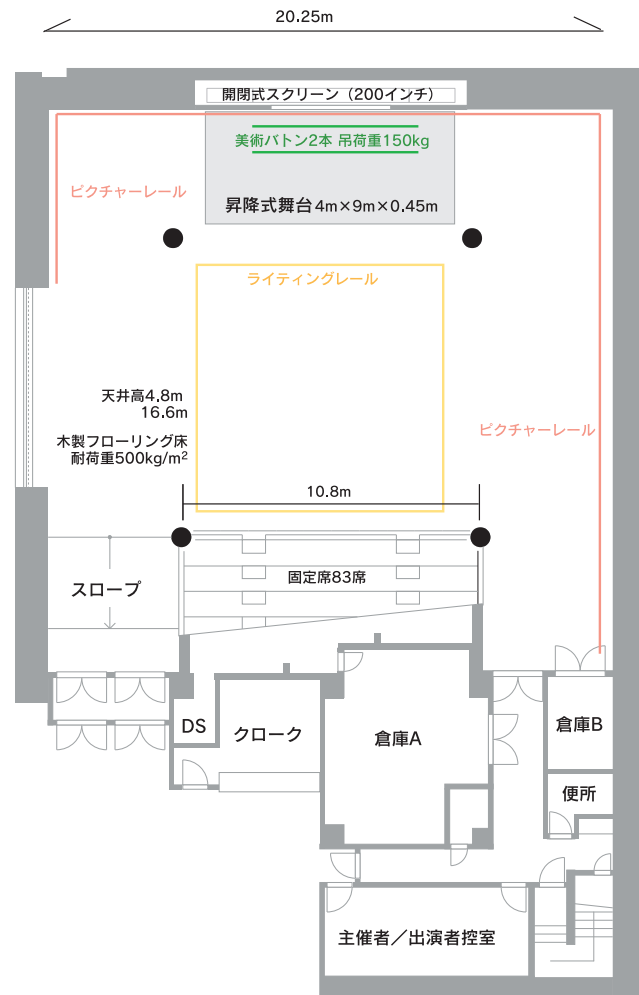 20.25m
開閉式スクリーン（200インチ）
美術バトン2本 吊荷重150kg
ピクチャーレール
昇降式舞台4m×9m×0.45m
ライティングレール
天井高4.8m
16.6m
木製フローリング床
耐荷重500kg/m²
ピクチャーレール
10.8m
スロープ
固定席83席
DS
クローク
倉庫A
倉庫B
便所
主催者／出演者控室